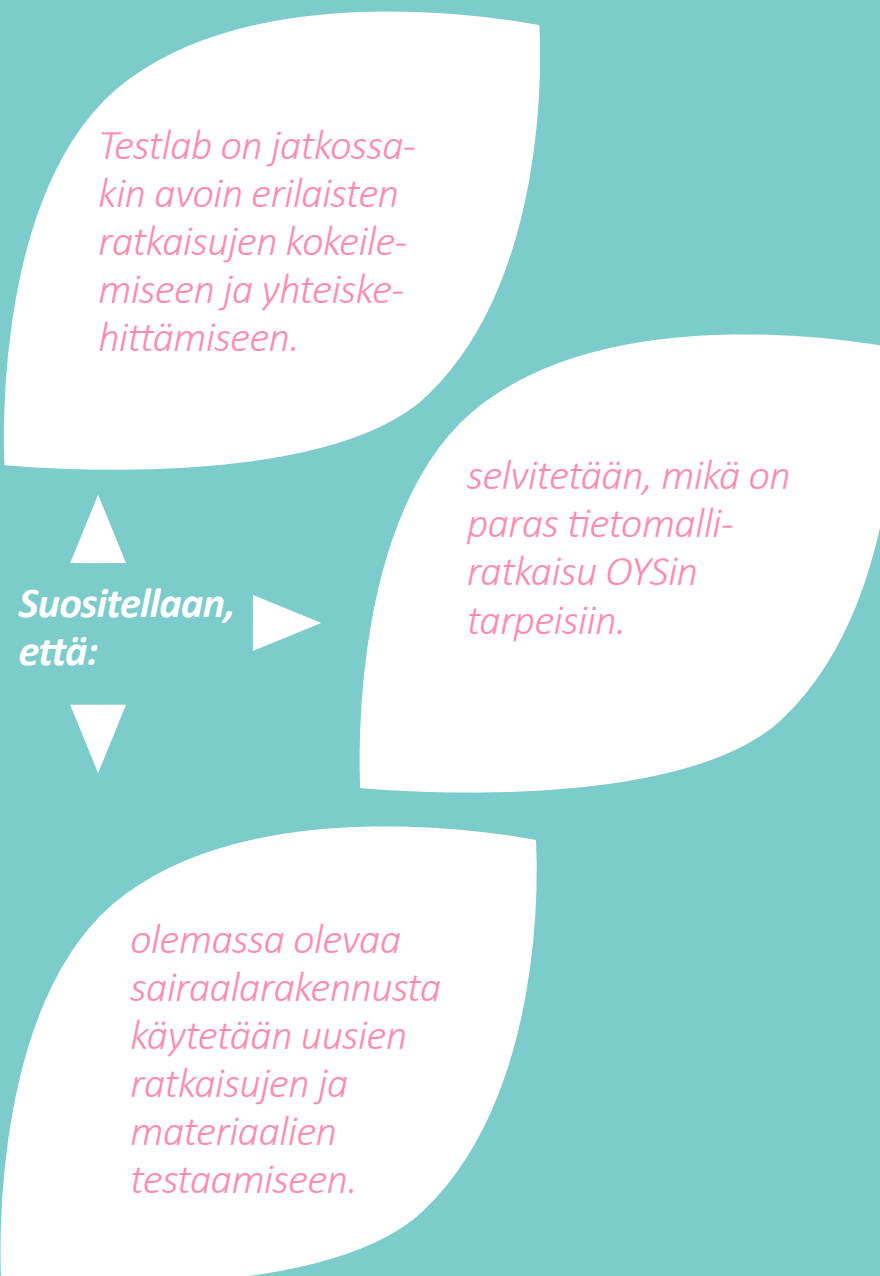 Testlab on jatkossa-
kin avoin erilaisten
ratkaisujen kokeile-
miseen ja yhteiske-
hittämiseen.
selvitetään, mikä on
paras tietomalli-
ratkaisu OYSin
tarpeisiin.
Suositellaan,
että:
olemassa olevaa
sairaalarakennusta
käytetään uusien
ratkaisujen ja
materiaalien
testaamiseen.